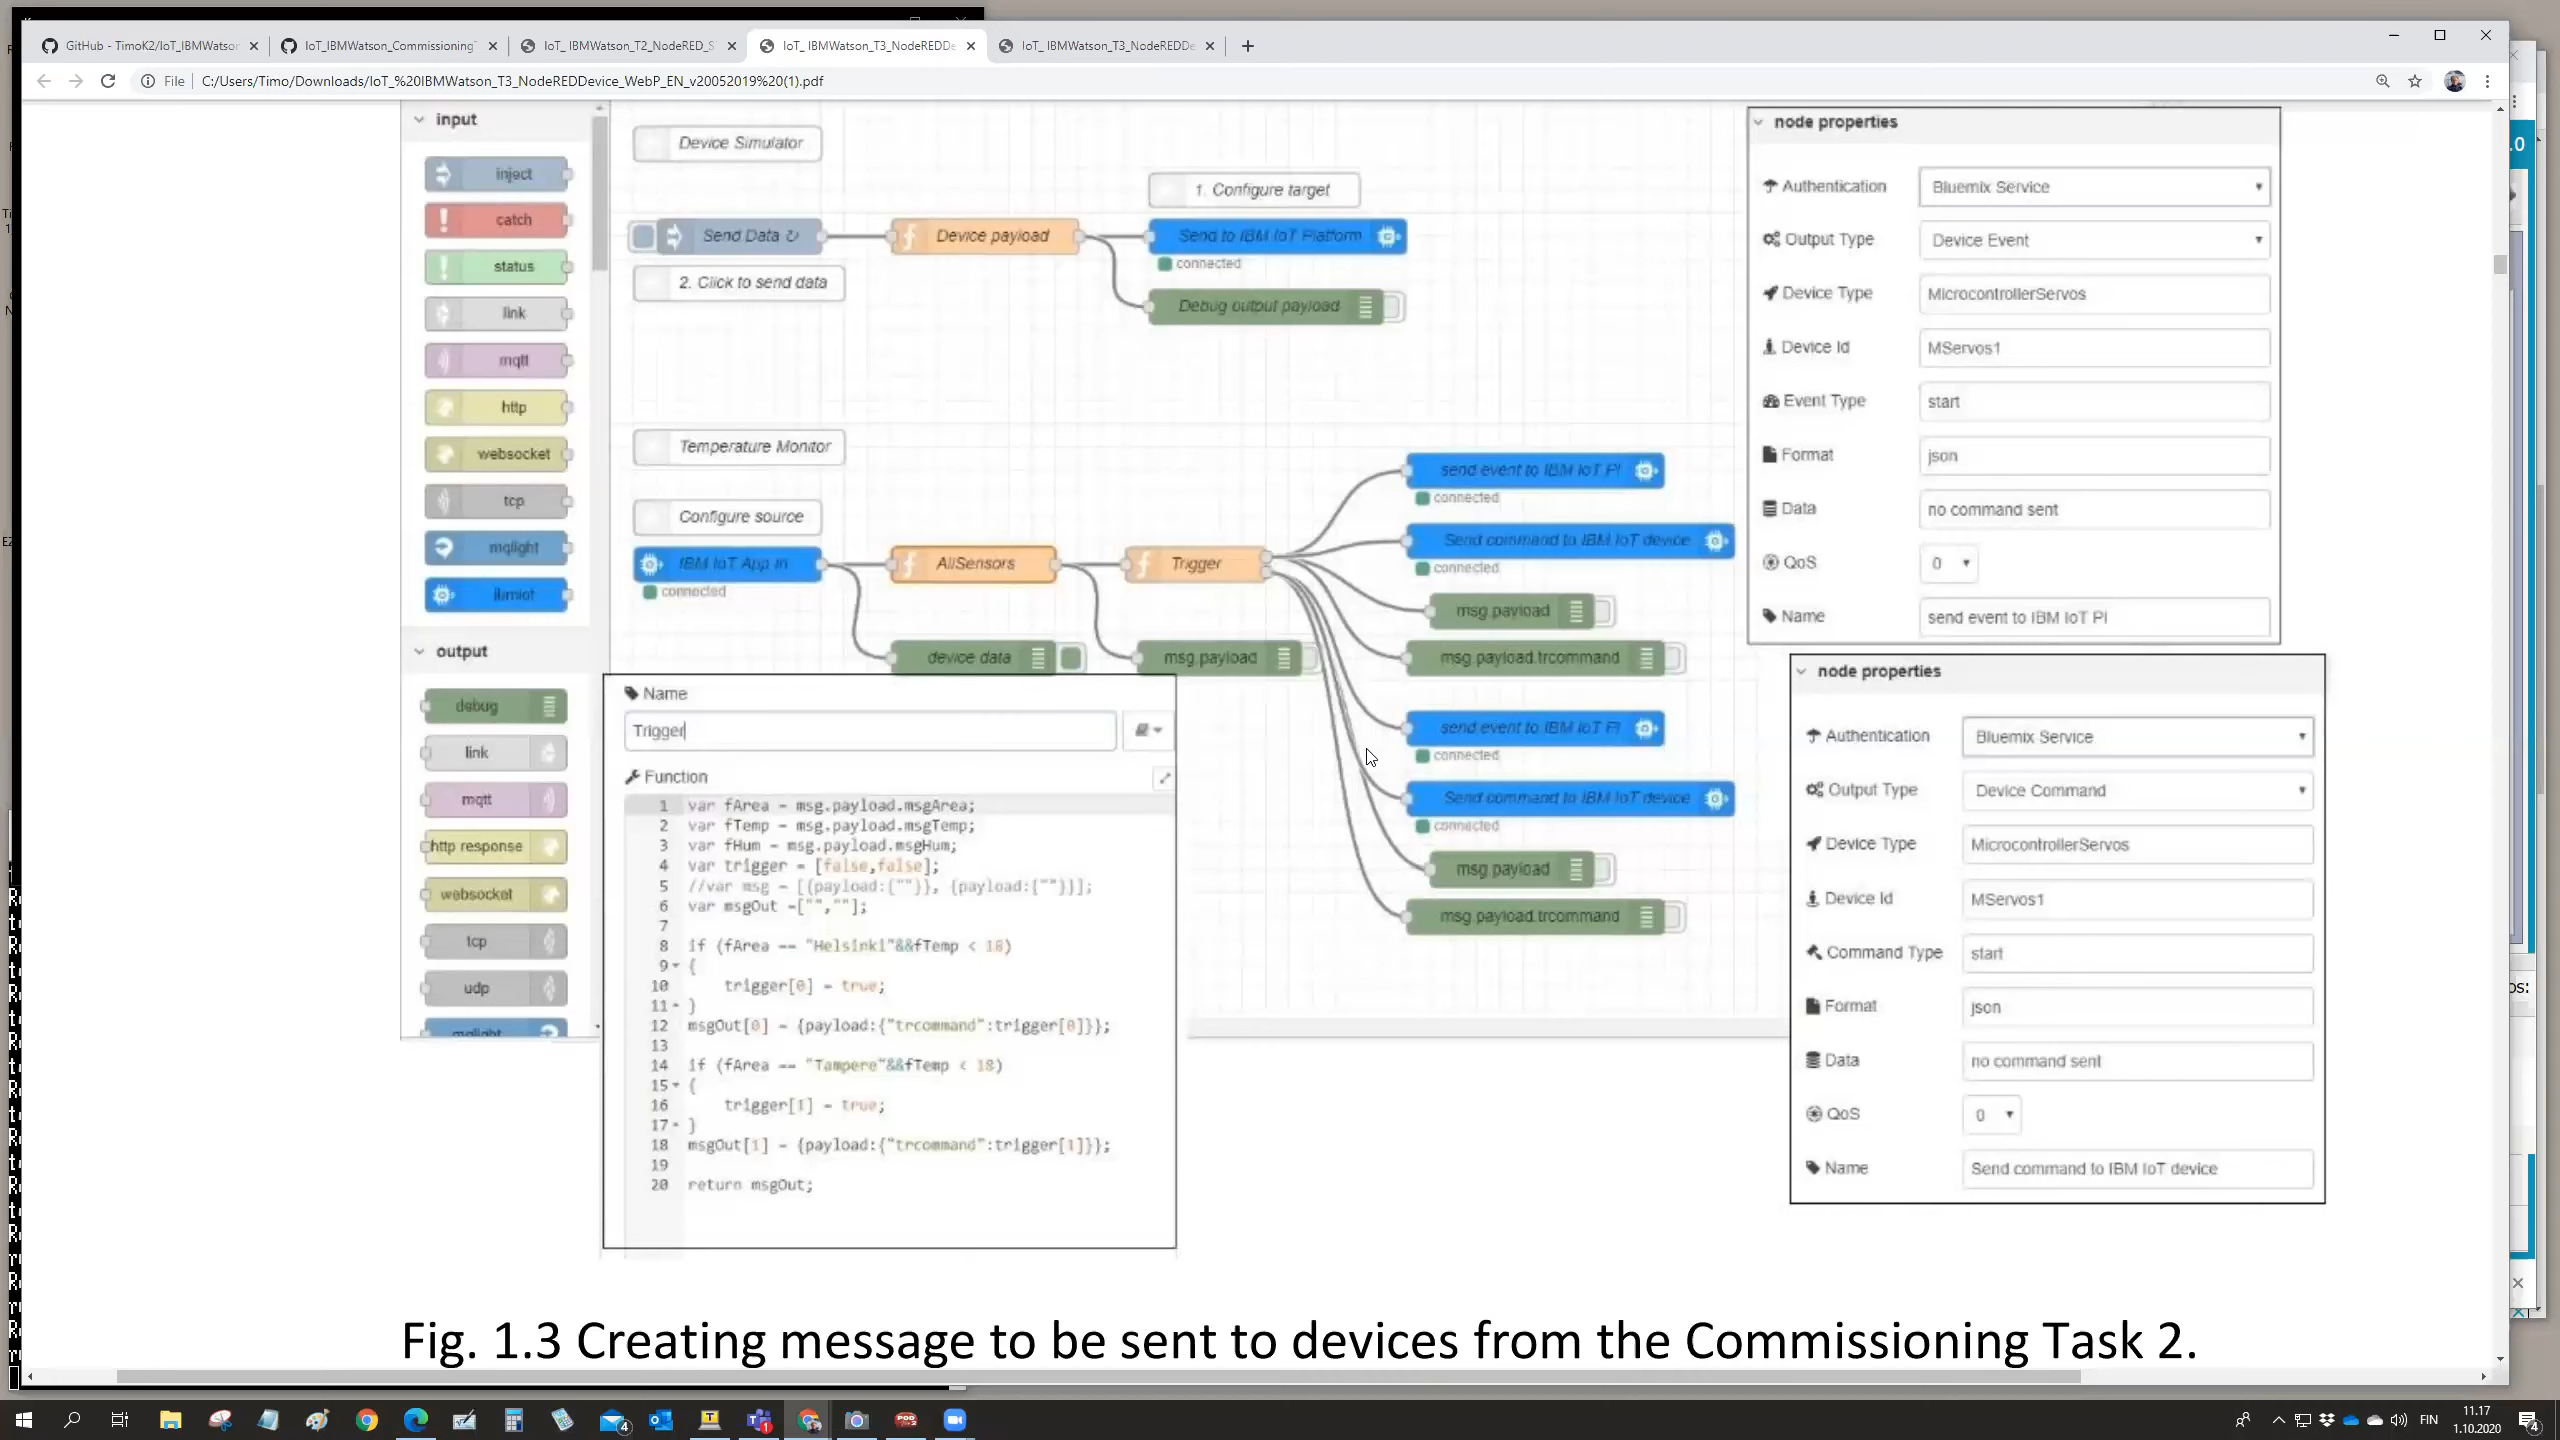 GitHub - TimoK2/IoT_IBMWatson
IoT_IBMWatson_Commissioning
IoT_ IBMWatson_T2_NodeRED_S
IoT_ IBMWatson_T3_NodeREDDe
IoT_ IBMWatson_T3_NodeREDDe
File
C:/Users/Timo/Downloads/IoT_%20IBMWatson_T3_NodeREDDevice_WebP_EN_v20052019%20(1).pdf
input
inject
catch
status
link
mqtt
http
websocket
tcp
mqlight
ibmiot
output
debug
link
mqtt
http response
websocket
tcp
udp
mqlight
Device Simulator
1. Configure target
Send Data ↻
Device payload
Send to IBM IoT Platform
connected
2. Click to send data
Debug output payload
Temperature Monitor
Configure source
IBM IoT App In
connected
AllSensors
Trigger
device data
msg.payload
send event to IBM IoT Pl
connected
Send command to IBM IoT device
connected
msg.payload
msg.payload.trcommand
send event to IBM IoT Pl
connected
Send command to IBM IoT device
connected
msg.payload
msg.payload.trcommand
Name
Trigger
Function
1 var fArea = msg.payload.msgArea;
2 var fTemp = msg.payload.msgTemp;
3 var fHum = msg.payload.msgHum;
4 var trigger = [false,false];
5 //var msg = [{payload:[""]}, {payload:[""]}];
6 var msgOut =["",""];
7
8 if (fArea == "Helsinki"&&fTemp < 18)
9 {
10 trigger[0] = true;
11 }
12 msgOut[0] = {payload:{"trcommand":trigger[0]}};
13
14 if (fArea == "Tampere"&&fTemp < 18)
15 {
16 trigger[1] = true;
17 }
18 msgOut[1] = {payload:{"trcommand":trigger[1]}};
19
20 return msgOut;
node properties
Authentication Bluemix Service
Output Type Device Event
Device Type MicrocontrollerServos
Device Id MServos1
Event Type start
Format json
Data no command sent
QoS 0
Name send event to IBM IoT Pl
node properties
Authentication Bluemix Service
Output Type Device Command
Device Type MicrocontrollerServos
Device Id MServos1
Command Type start
Format json
Data no command sent
QoS 0
Name Send command to IBM IoT device
Fig. 1.3 Creating message to be sent to devices from the Commissioning Task 2.
FIN
11.17
1.10.2020